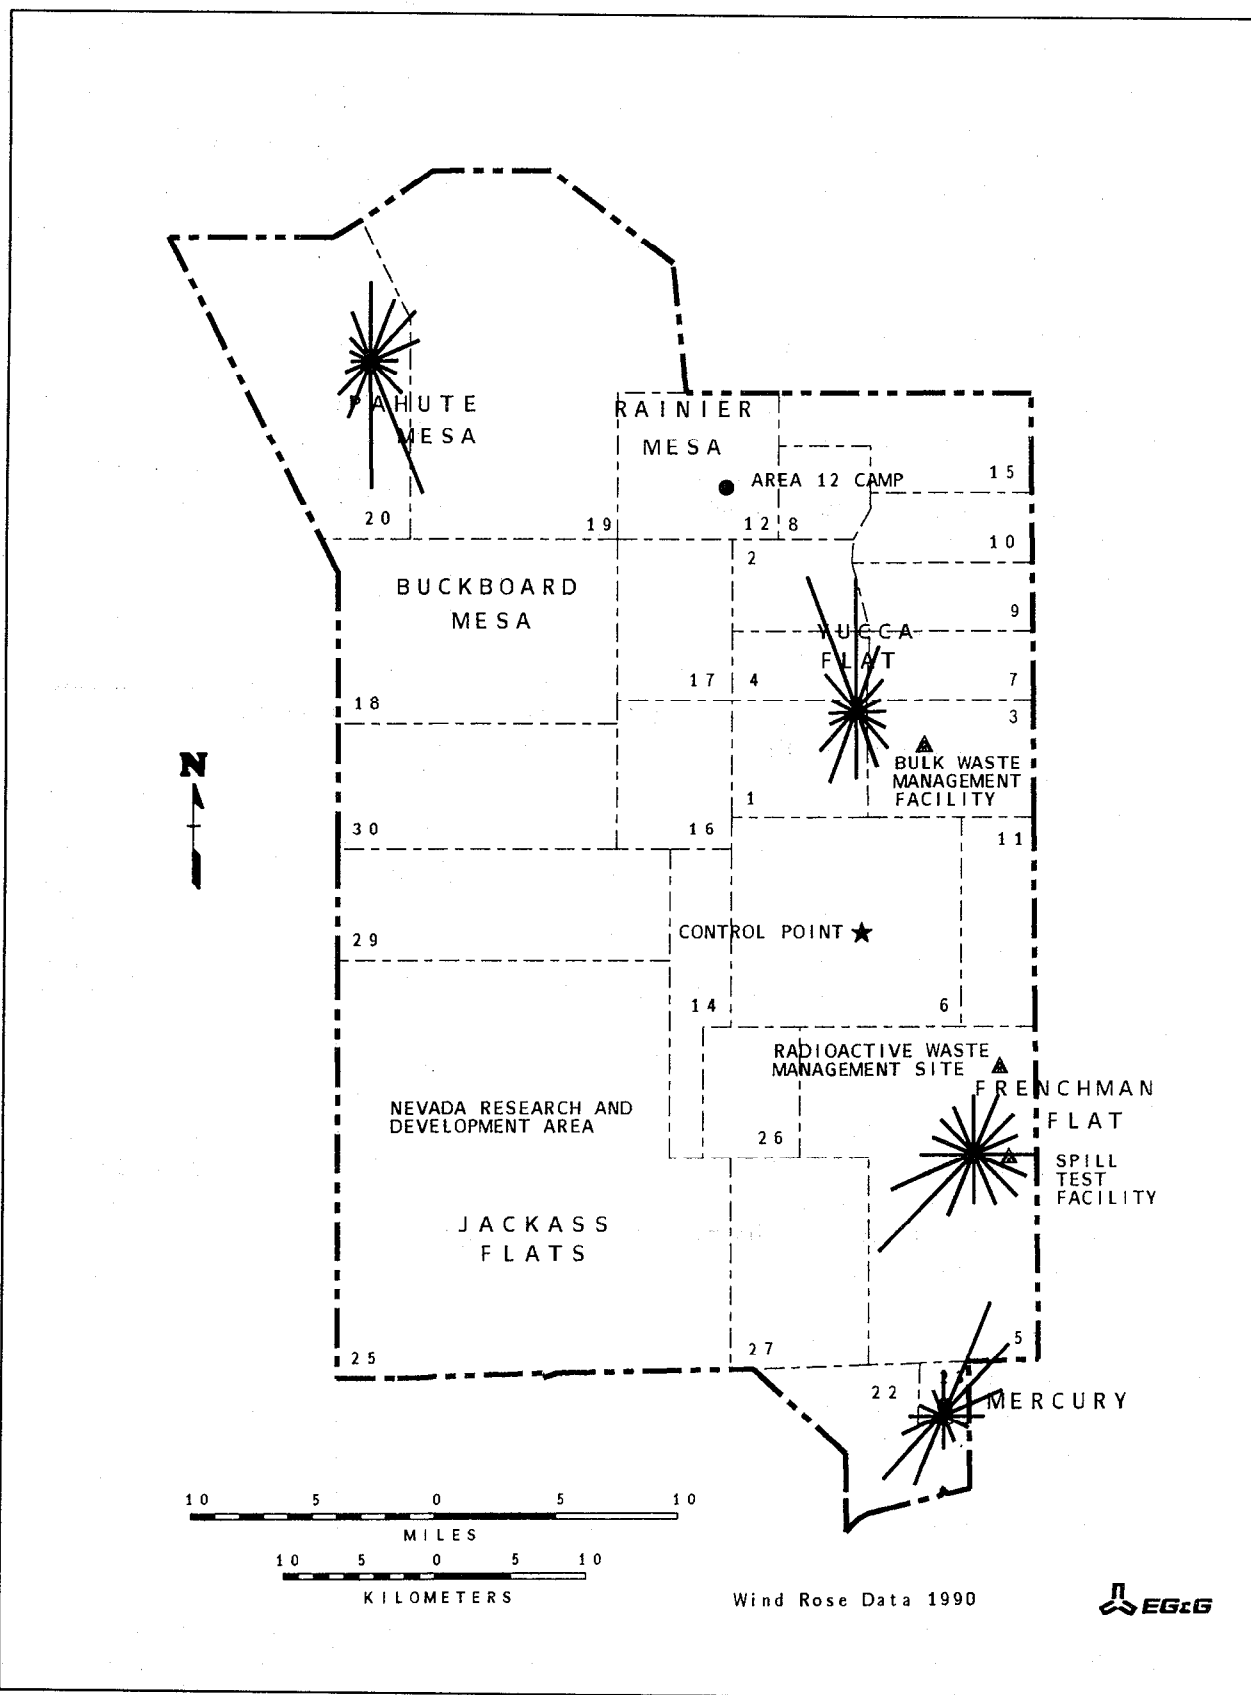 PAHUTE
MESA
RAINIER
MESA
AREA 12 CAMP
15
20
19
12
8
10
2
BUCKBOARD
MESA
9
YUCCA
FLAT
17
4
7
18
3
N
BULK WASTE
MANAGEMENT
FACILITY
1
30
16
11
CONTROL POINT
29
14
6
RADIOACTIVE WASTE
MANAGEMENT SITE
FRENCHMAN
FLAT
NEVADA RESEARCH AND
DEVELOPMENT AREA
26
SPILL
TEST
FACILITY
JACKASS
FLATS
25
27
5
22
MERCURY
10 5 0 5 10
MILES
10 5 0 5 10
KILOMETERS
Wind Rose Data 1990
EG&G